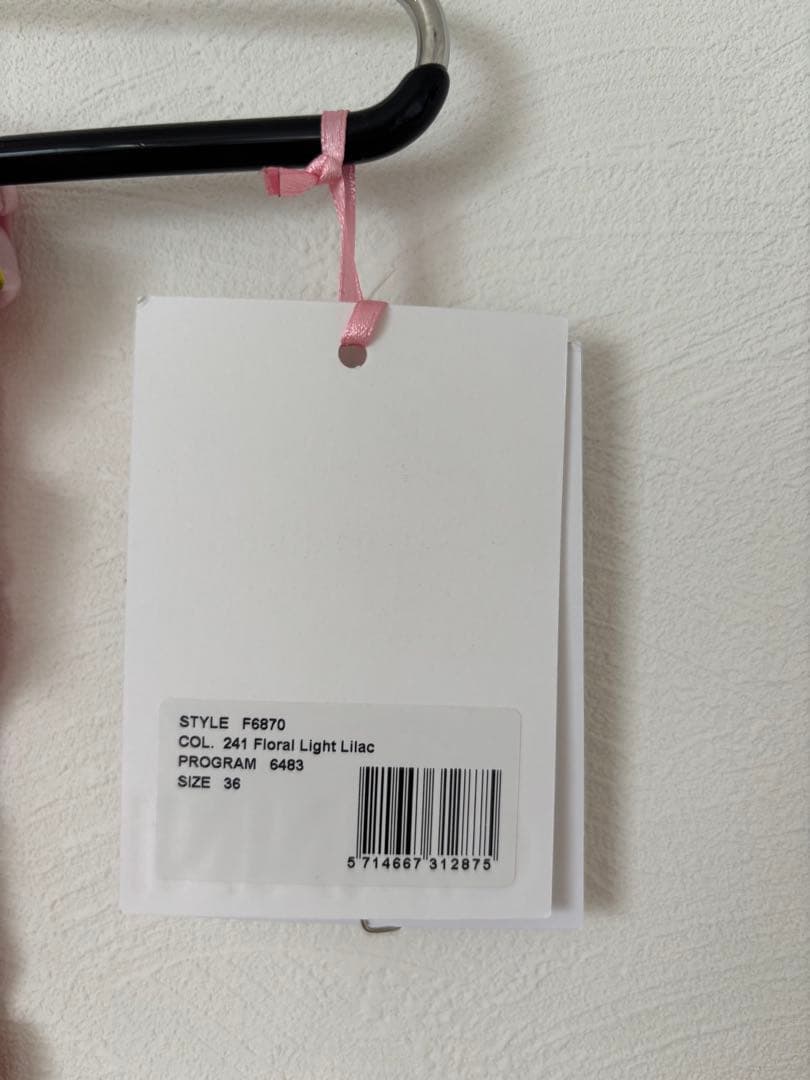 STYLE F6870
COL. 241 Floral Light Lilac
PROGRAM 6483
SIZE 36
5 714667 312875